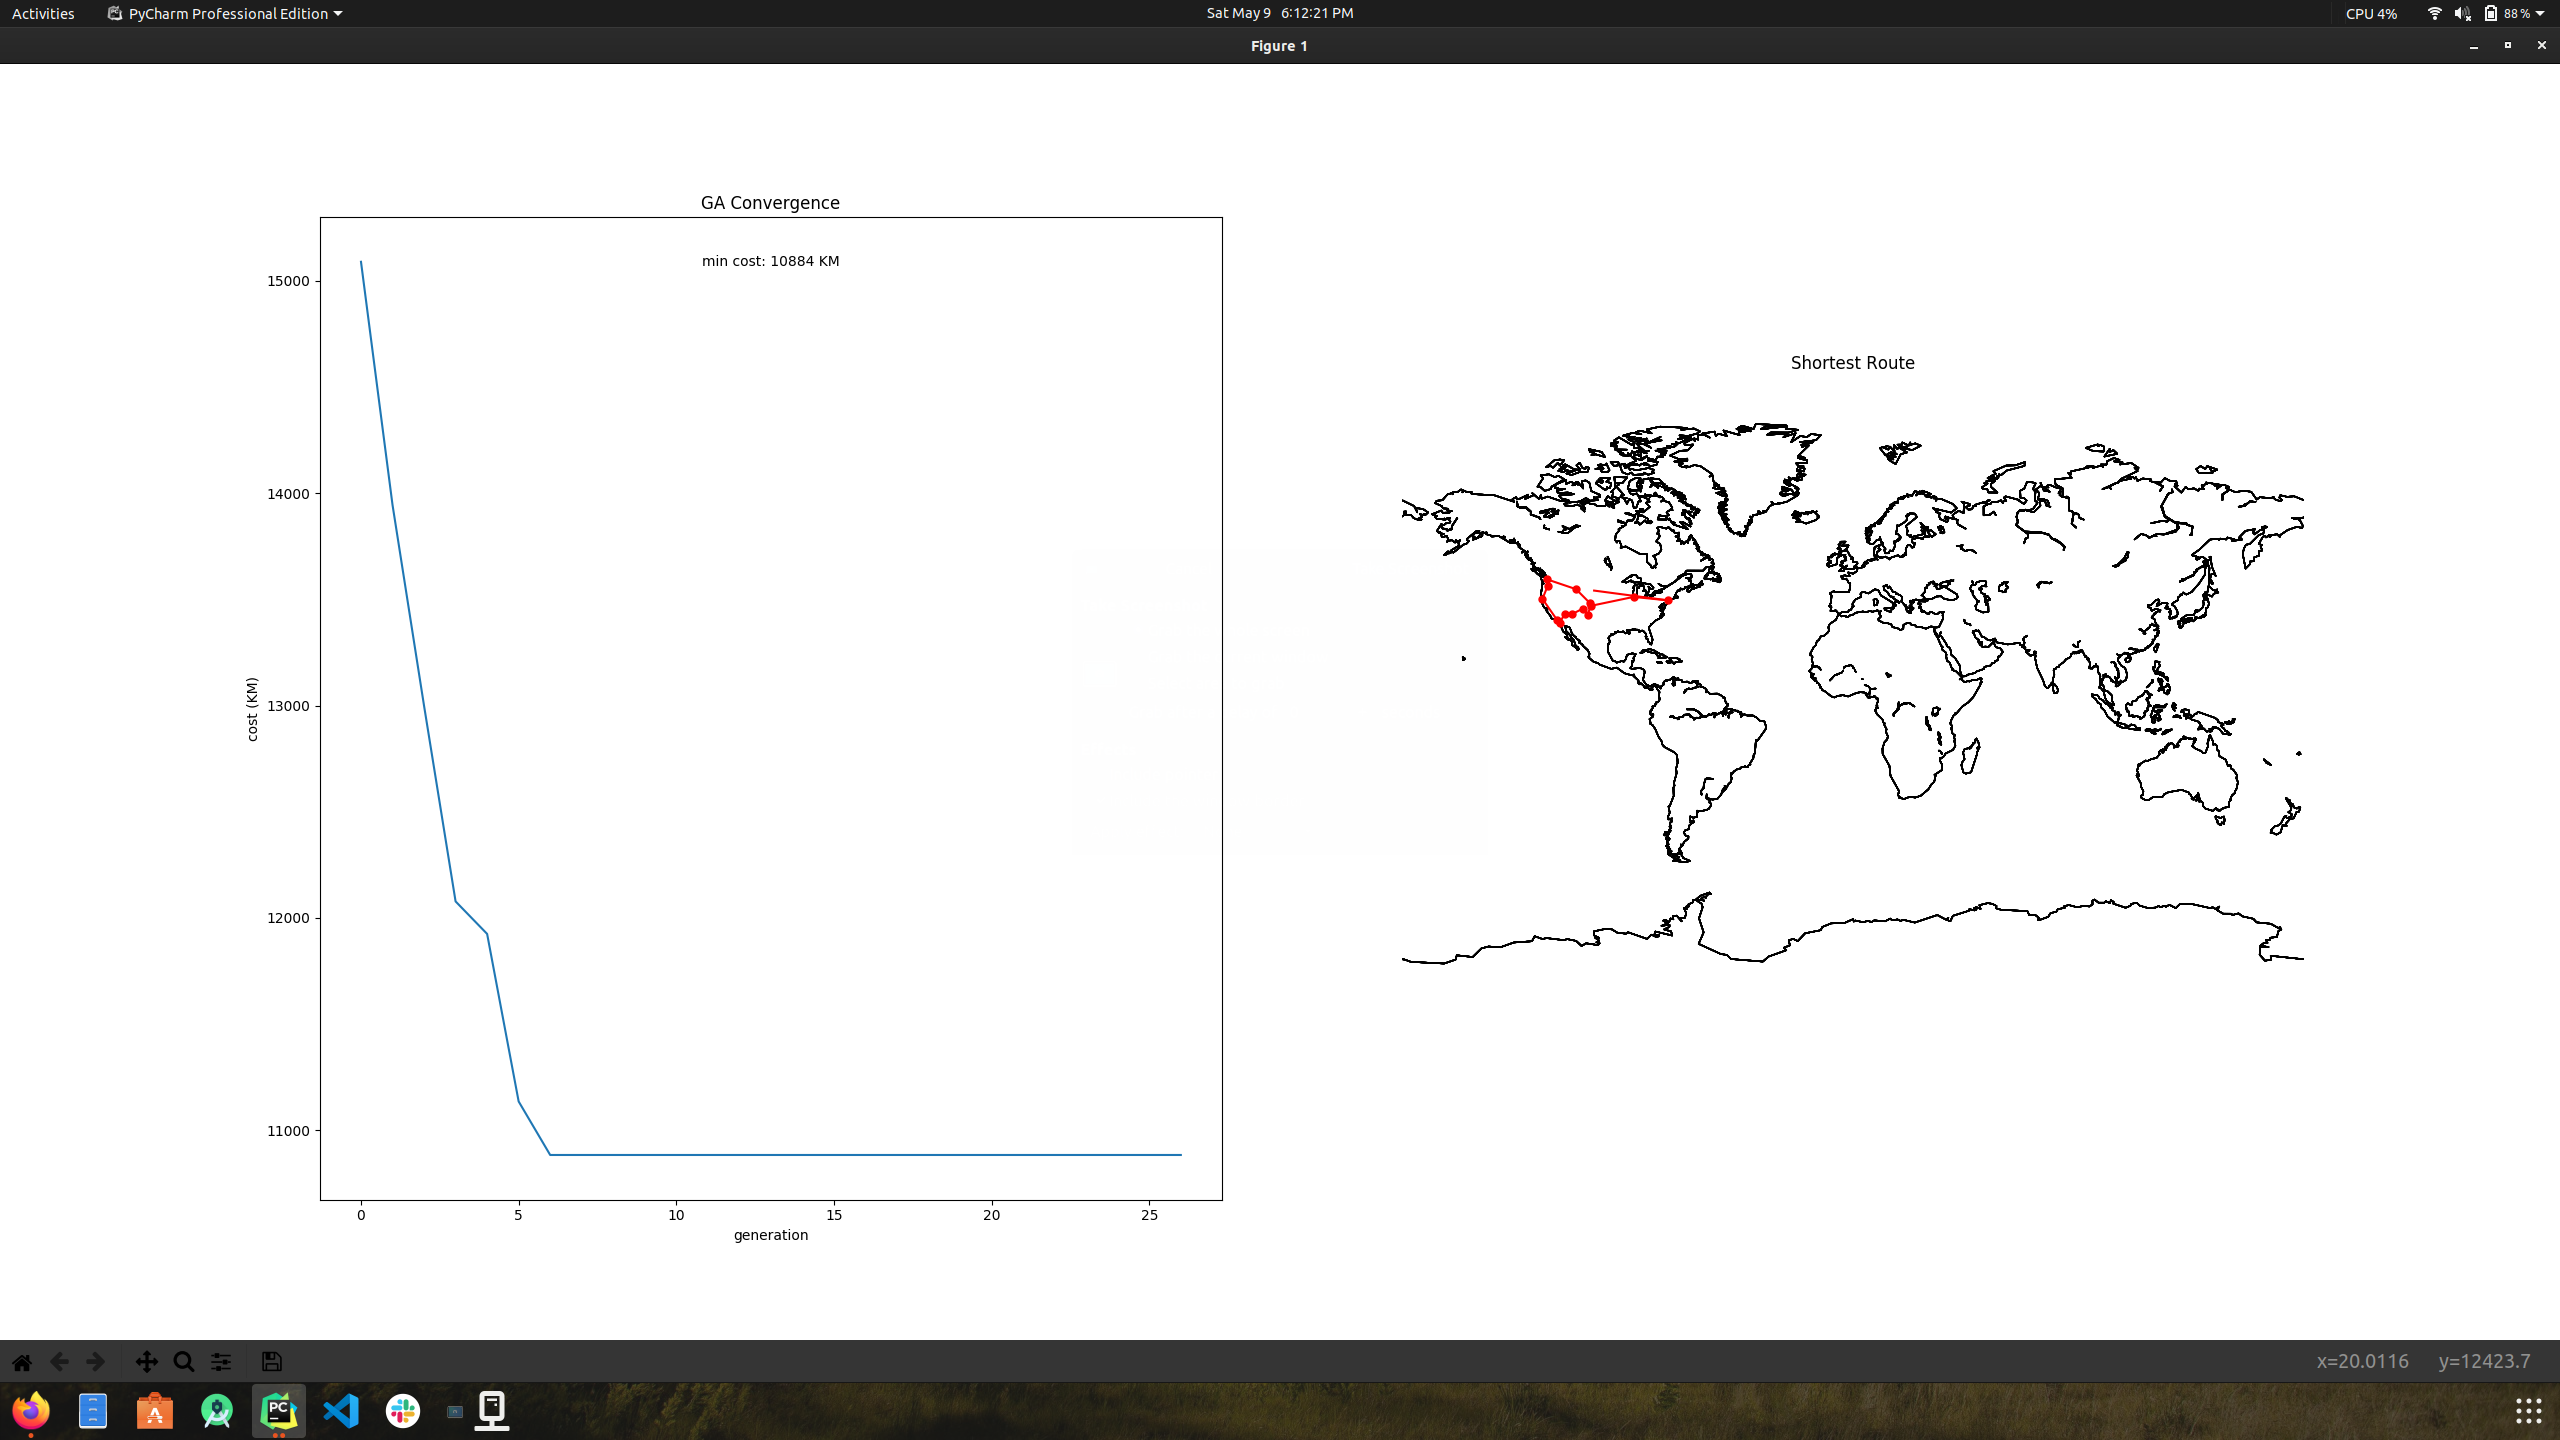 Activities
PyCharm Professional Edition
Sat May 9 6:12:21 PM
CPU 4%
88 %
Figure 1
GA Convergence
min cost: 10884 KM
15000
14000
13000
12000
11000
cost (KM)
0 5 10 15 20 25
generation
Shortest Route
x=20.0116 y=12423.7
PC